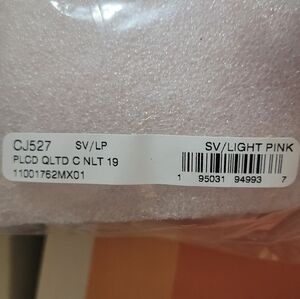 CJ527 SV/LP SV/LIGHT PINK
PLCD QLTD C NLT 19
11001762MX01
1 95031 94993 7